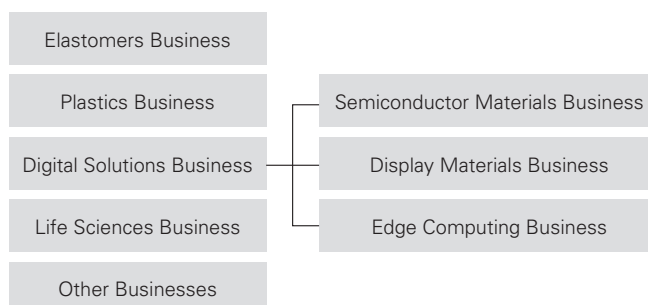 Elastomers Business
Plastics Business
Digital Solutions Business
Life Sciences Business
Other Businesses
Semiconductor Materials Business
Display Materials Business
Edge Computing Business